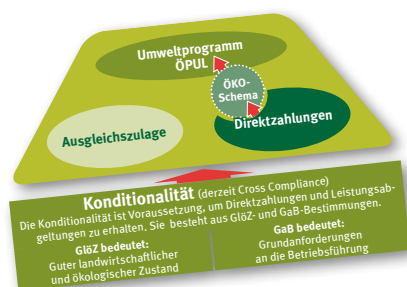 Umweltprogramm
ÖPUL
ÖKO-
Schema
Ausgleichszulage
Direktzahlungen
Konditionalität (derzeit Cross Compliance)
Die Konditionalität ist Voraussetzung, um Direktzahlungen und Leistungsab-
geltungen zu erhalten. Sie besteht aus GlöZ- und GaB-Bestimmungen.
GlöZ bedeutet:
Guter landwirtschaftlicher
und ökologischer Zustand
GaB bedeutet:
Grundanforderungen
an die Betriebsführung